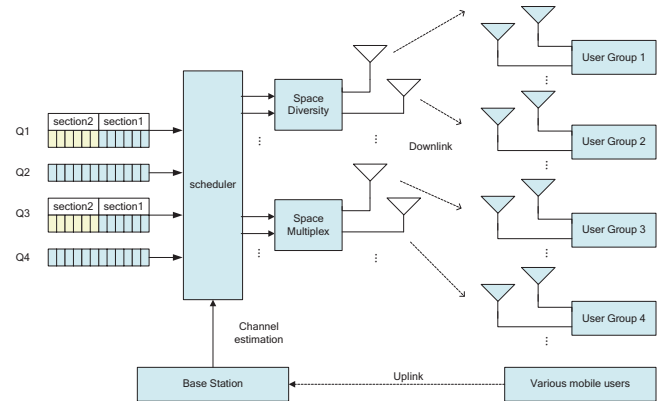 Q1
section2
section1
Q2
Q3
section2
section1
Q4
scheduler
Space
Diversity
⋮
Space
Multiplex
⋮
Downlink
User Group 1
⋮
User Group 2
⋮
User Group 3
⋮
User Group 4
⋮
Channel
estimation
Base Station
Uplink
Various mobile users